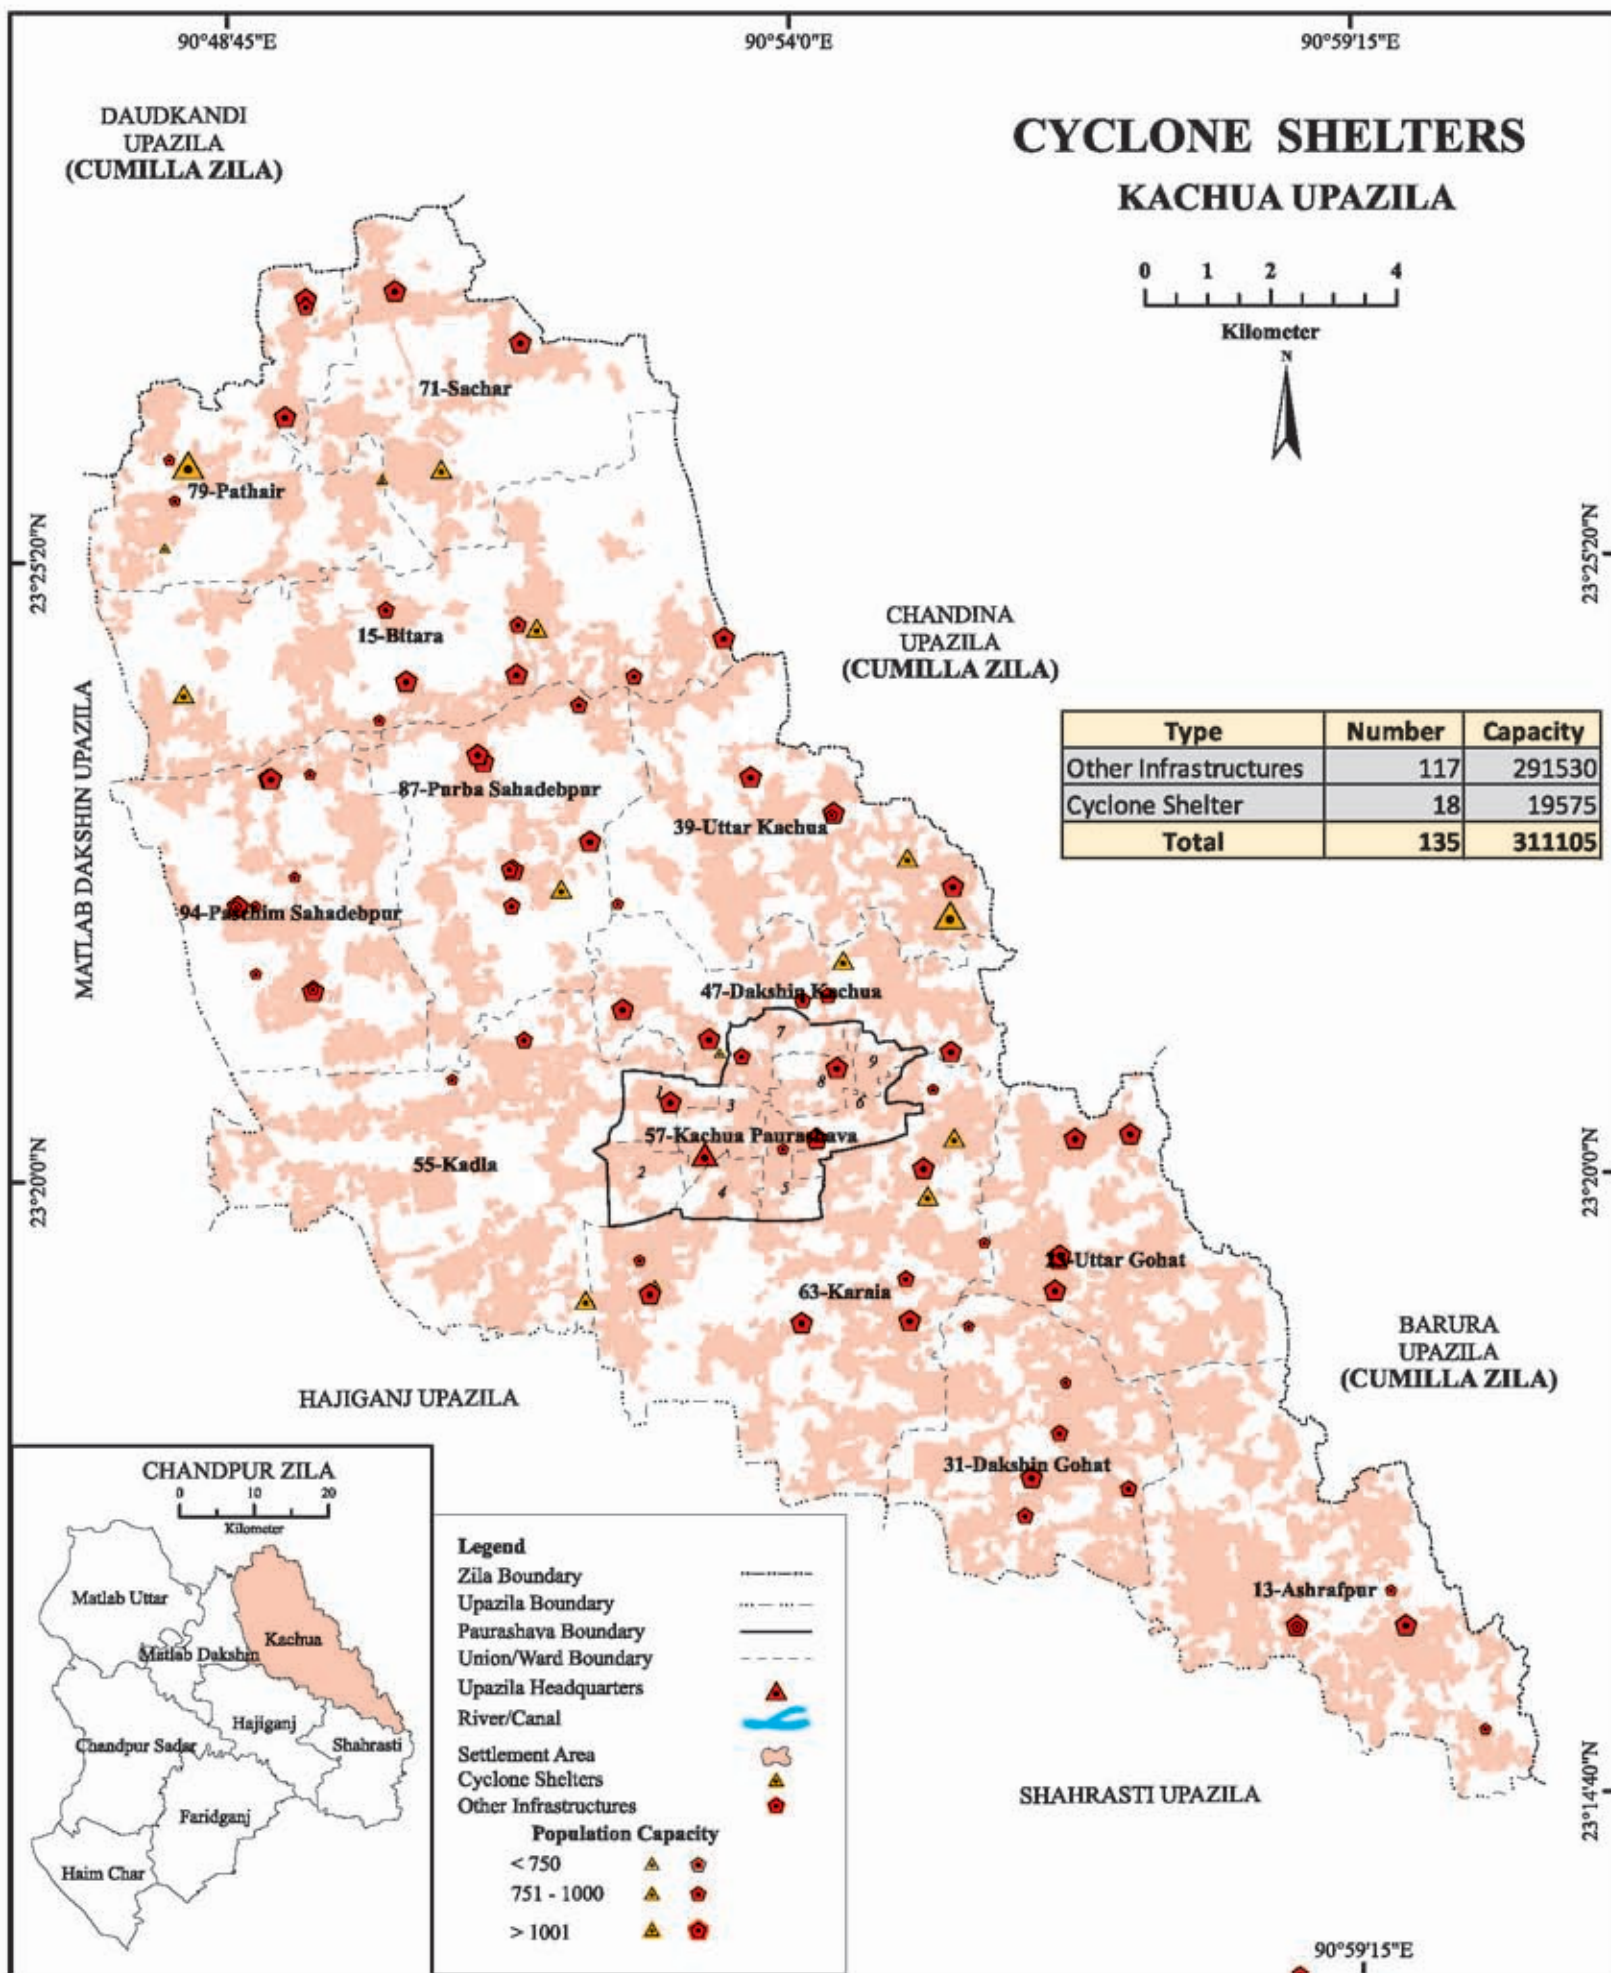 90°48'45"E
90°54'0"E
90°59'15"E
DAUDKANDI
UPAZILA
(CUMILLA ZILA)
CYCLONE SHELTERS
KACHUA UPAZILA
0 1 2 4
Kilometer
N
71-Sachar
79-Pathair
23°25'20"N
23°25'20"N
15-Bitara
CHANDINA
UPAZILA
(CUMILLA ZILA)
MATLAB DAKSHIN UPAZILA
Type Number Capacity
Other Infrastructures 117 291530
Cyclone Shelter 18 19575
Total 135 311105
87-Purba Sahadebpur
39-Uttar Kachua
94-Paschim Sahadebpur
47-Dakshin Kachua
7
9
8
1
3
6
57-Kachua Paurashava
55-Kadla
2
4
5
23°20'0"N
23°20'0"N
23-Uttar Gohat
63-Karaia
BARURA
UPAZILA
(CUMILLA ZILA)
HAJIGANJ UPAZILA
31-Dakshin Gohat
13-Ashrafpur
SHAHRASTI UPAZILA
23°14'40"N
CHANDPUR ZILA
0 10 20
Kilometer
Matlab Uttar
Kachua
Matlab Dakshin
Hajiganj
Chandpur Sadar
Shahrasti
Faridganj
Haim Char
Legend
Zila Boundary
Upazila Boundary
Paurashava Boundary
Union/Ward Boundary
Upazila Headquarters
River/Canal
Settlement Area
Cyclone Shelters
Other Infrastructures
Population Capacity
< 750
751 - 1000
> 1001
90°59'15"E